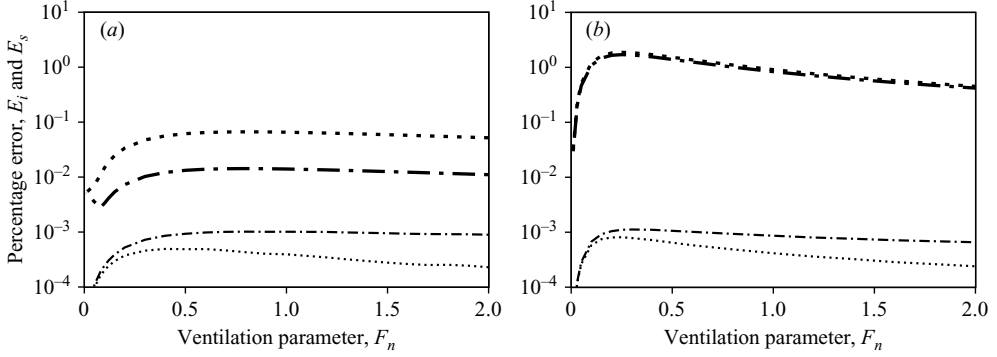 Percentage error, E_i and E_s
(a)
10^1
10^0
10^-1
10^-2
10^-3
10^-4
0 0.5 1.0 1.5 2.0
Ventilation parameter, F_n
(b)
10^1
10^0
10^-1
10^-2
10^-3
10^-4
0 0.5 1.0 1.5 2.0
Ventilation parameter, F_n